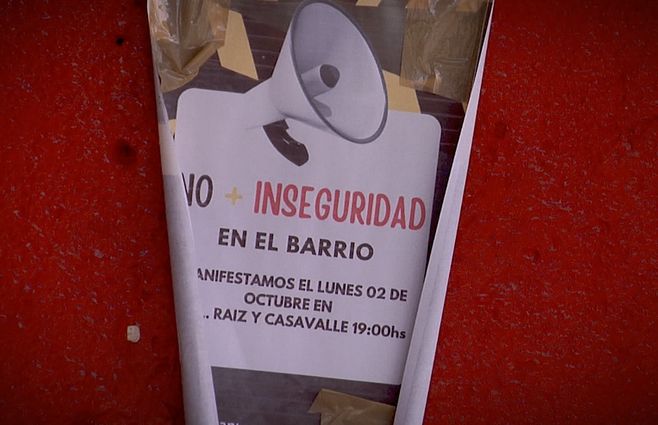 NO + INSEGURIDAD
EN EL BARRIO
ANIFESTAMOS EL LUNES 02 DE
OCTUBRE EN
. RAIZ Y CASAVALLE 19:00hs